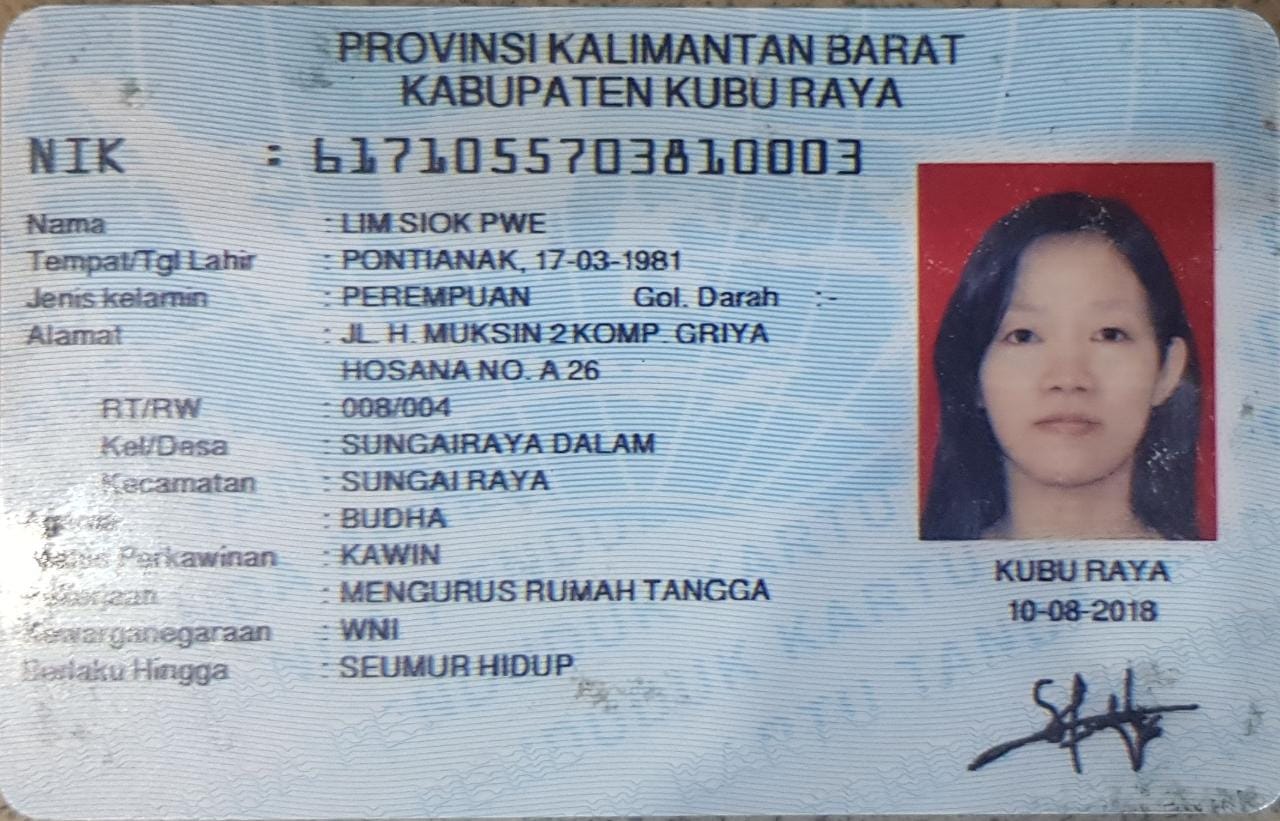 PROVINSI KALIMANTAN BARAT
KABUPATEN KUBU RAYA
NIK : 6171055703810003
Nama : LIM SIOK PWE
Tempat/Tgl Lahir : PONTIANAK, 17-03-1981
Jenis kelamin : PEREMPUAN Gol. Darah :-
Alamat : JL. H. MUKSIN 2 KOMP. GRIYA
HOSANA NO. A 26
RT/RW : 008/004
Kel/Desa : SUNGAIRAYA DALAM
Kecamatan : SUNGAI RAYA
Agama : BUDHA
Status Perkawinan : KAWIN
Pekerjaan : MENGURUS RUMAH TANGGA
Kewarganegaraan : WNI
Berlaku Hingga : SEUMUR HIDUP
KUBU RAYA
10-08-2018